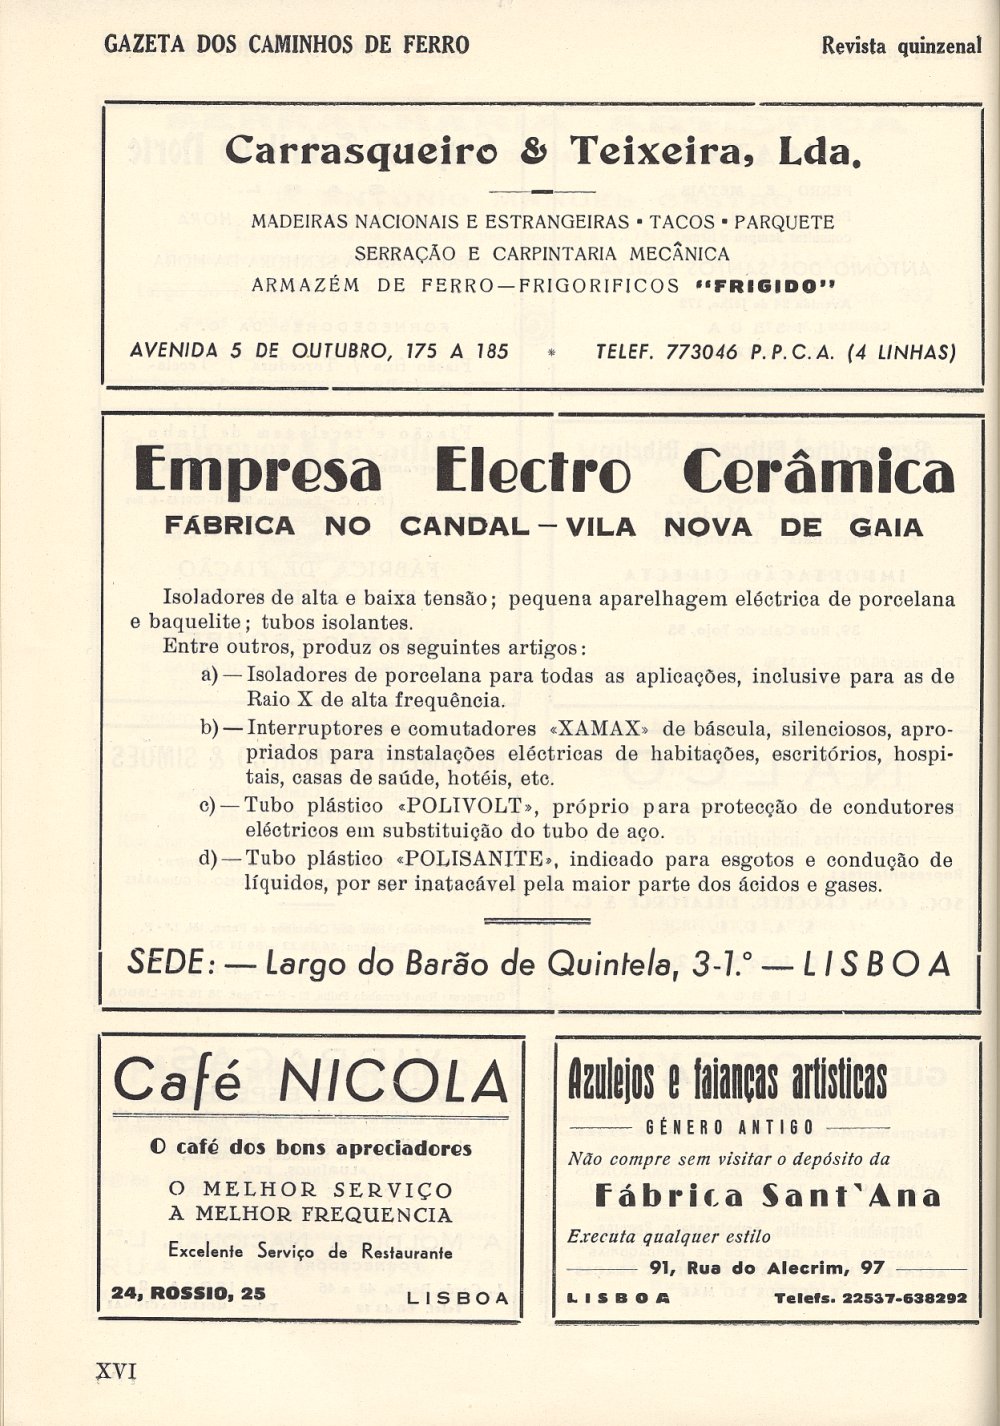 GAZETA DOS CAMINHOS DE FERRO
Revista quinzenal
Carrasqueiro & Teixeira, Lda.
MADEIRAS NACIONAIS E ESTRANGEIRAS • TACOS • PARQUETE
SERRAÇÃO E CARPINTARIA MECÂNICA
ARMAZÉM DE FERRO—FRIGORIFICOS "FRIGIDO"
AVENIDA 5 DE OUTUBRO, 175 A 185 * TELEF. 773046 P.P.C.A. (4 LINHAS)
Empresa Electro Cerâmica
FÁBRICA NO CANDAL — VILA NOVA DE GAIA
Isoladores de alta e baixa tensão; pequena aparelhagem eléctrica de porcelana
e baquelite; tubos isolantes.
Entre outros, produz os seguintes artigos:
a) — Isoladores de porcelana para todas as aplicações, inclusive para as de
Raio X de alta frequência.
b) — Interruptores e comutadores «XAMAX» de báscula, silenciosos, apro-
priados para instalações eléctricas de habitações, escritórios, hospi-
tais, casas de saúde, hotéis, etc.
c) — Tubo plástico «POLIVOLT», próprio para protecção de condutores
eléctricos em substituição do tubo de aço.
d) — Tubo plástico «POLISANITE», indicado para esgotos e condução de
líquidos, por ser inatacável pela maior parte dos ácidos e gases.
SEDE: — Largo do Barão de Quintela, 3-1.º — LISBOA
Café NICOLA
O café dos bons apreciadores
O MELHOR SERVIÇO
A MELHOR FREQUENCIA
Excelente Serviço de Restaurante
24, ROSSIO, 25 LISBOA
Azulejos e faianças artísticas
GÉNERO ANTIGO
Não compre sem visitar o depósito da
Fábrica Sant'Ana
Executa qualquer estilo
91, Rua do Alecrim, 97
LISBOA Telefs. 22537-638292
XVI